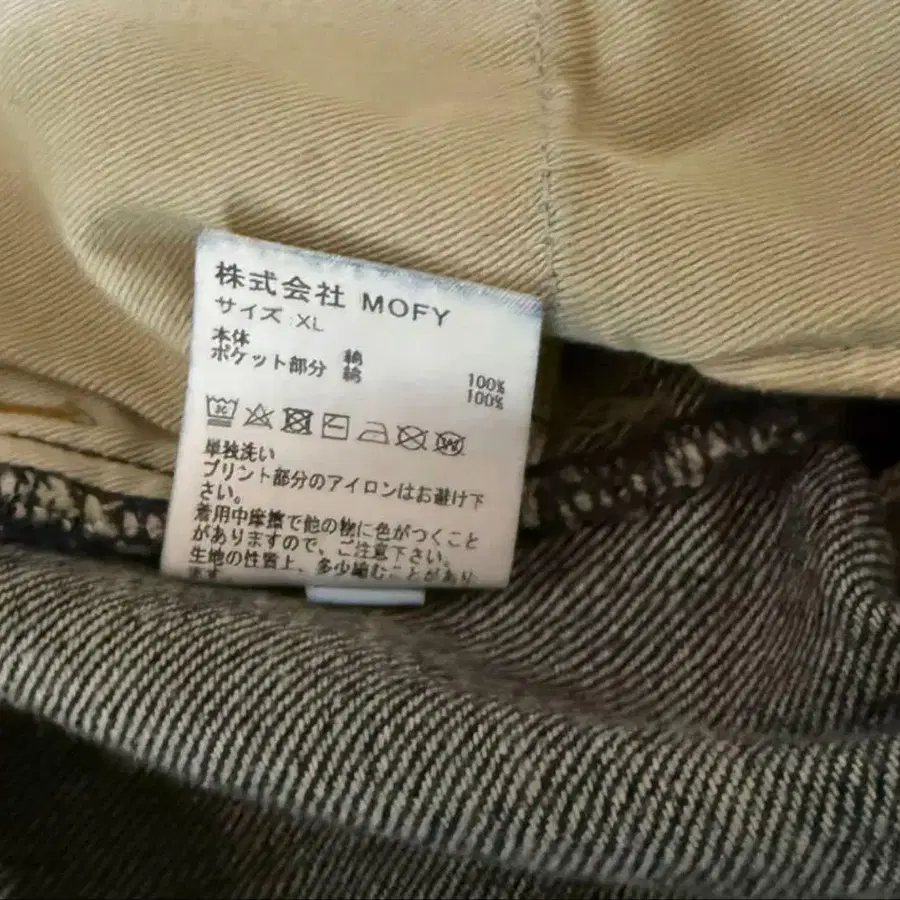 株式会社 MOFY
サイズ XL
本体 綿 100%
ポケット部分 綿 100%
単独洗い
プリント部分のアイロンはお避け下
さい。
着用中摩擦で他の物に色がつくこと
がありますので、ご注意下さい。
生地の性質上、多少縮むことがあり
ます。